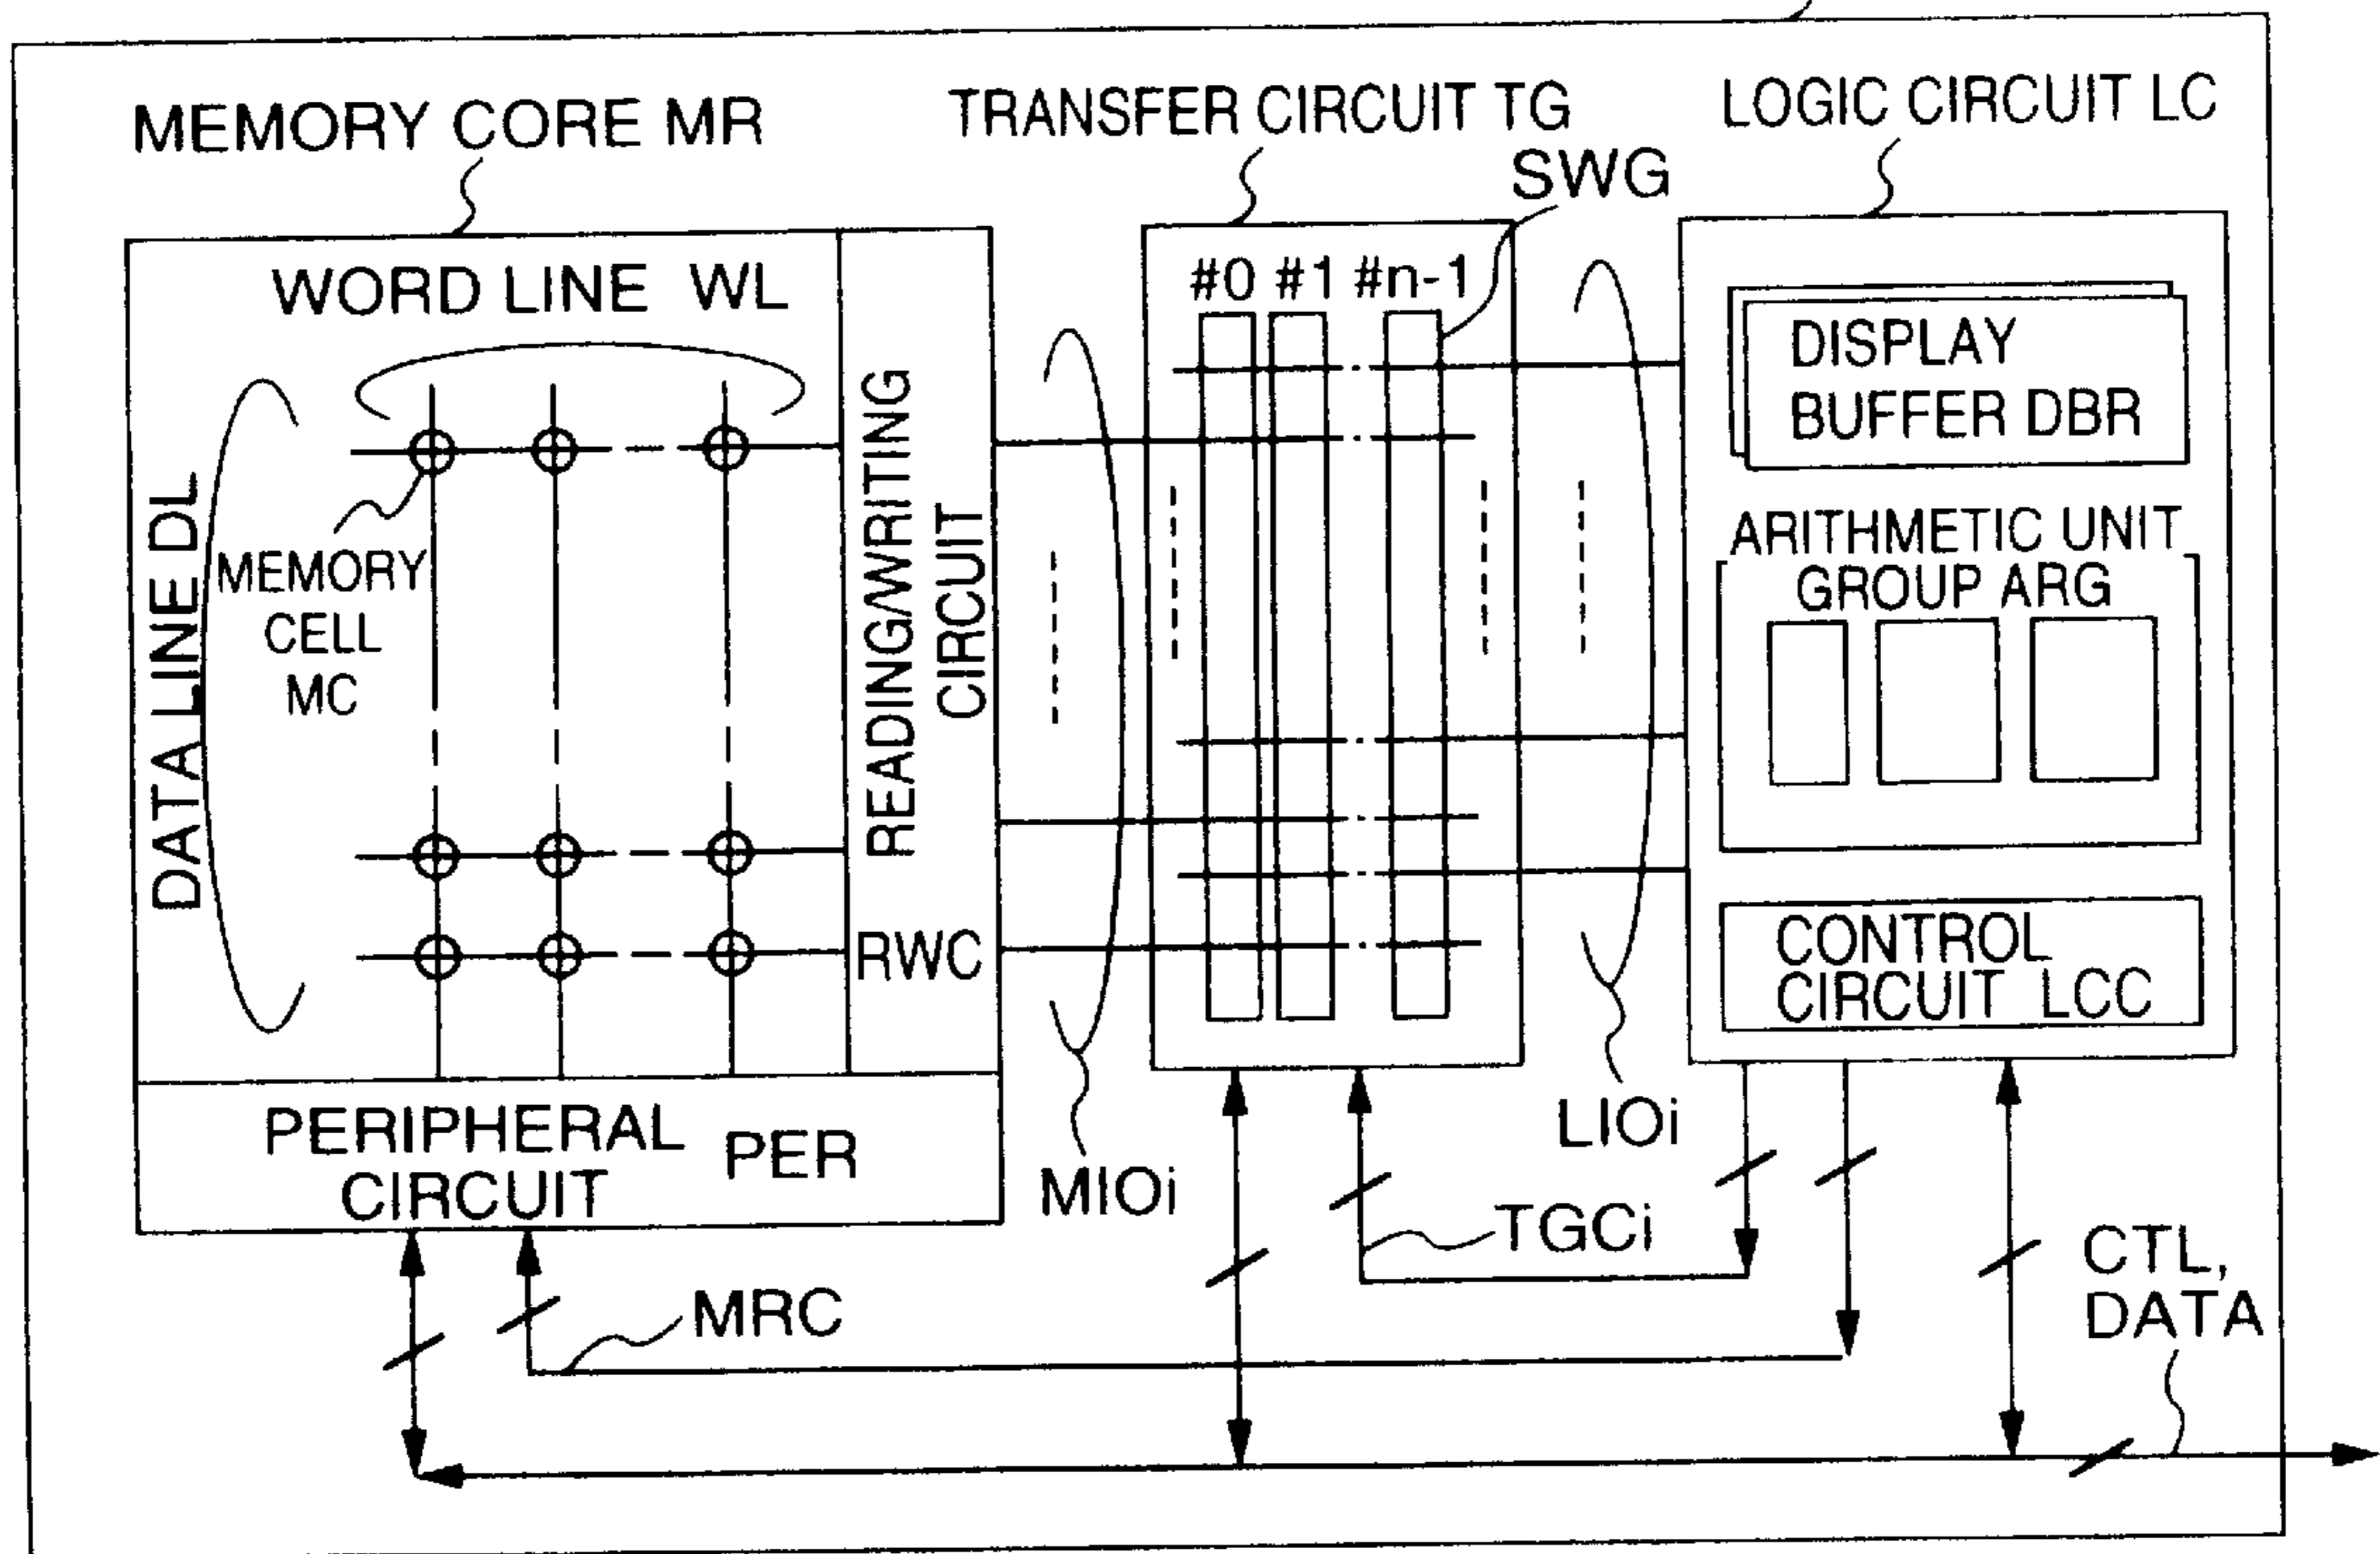 MEMORY CORE MR
TRANSFER CIRCUIT TG
LOGIC CIRCUIT LC
SWG
WORD LINE WL
DATA LINE DL
MEMORY
CELL
MC
READING/WRITING
CIRCUIT
RWC
PERIPHERAL
CIRCUIT
PER
#0 #1 #n-1
DISPLAY
BUFFER DBR
ARITHMETIC UNIT
GROUP ARG
CONTROL
CIRCUIT LCC
MIOi
LIOi
TGCi
MRC
CTL,
DATA